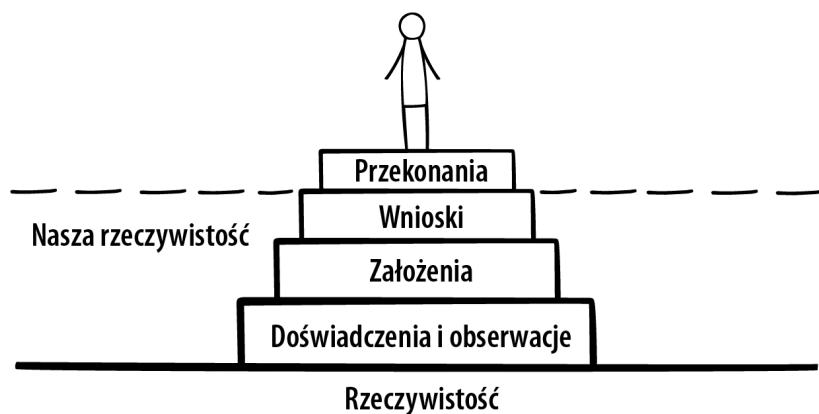 Przekonania
Wnioski
Nasza rzeczywistość
Założenia
Doświadczenia i obserwacje
Rzeczywistość